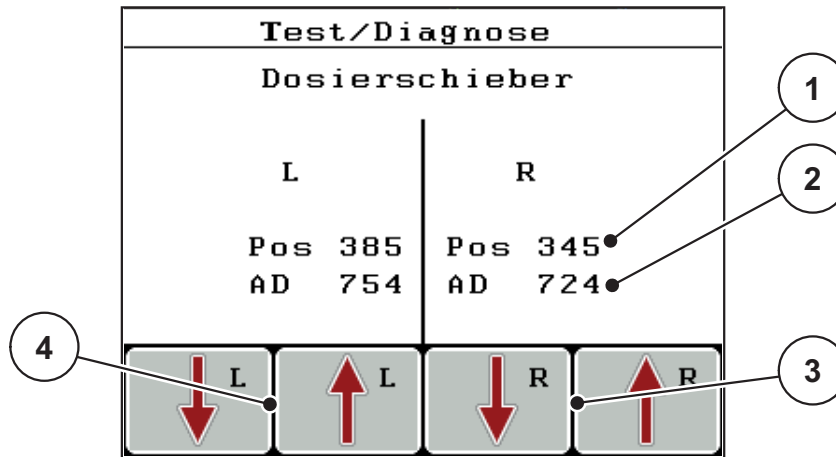 Test/Diagnose
Dosierschieber
L R
Pos 385 Pos 345
AD 754 AD 724
L L R R
1
2
3
4